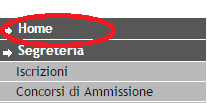 Home
Segreteria
Iscrizioni
Concorsi di Ammissione